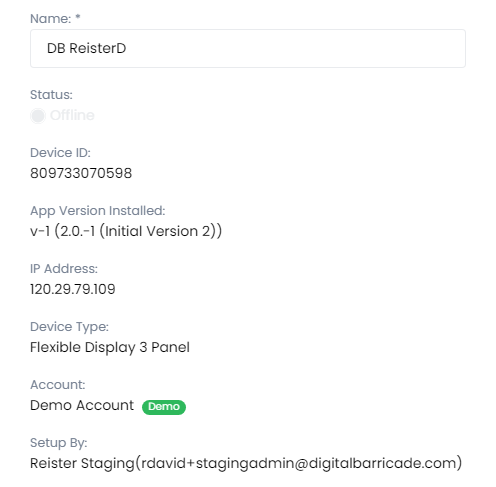 Name: *
DB ReisterD
Status:
Offline
Device ID:
809733070598
App Version Installed:
v-1 (2.0.-1 (Initial Version 2))
IP Address:
120.29.79.109
Device Type:
Flexible Display 3 Panel
Account:
Demo Account Demo
Setup By:
Reister Staging(rdavid+stagingadmin@digitalbarricade.com)